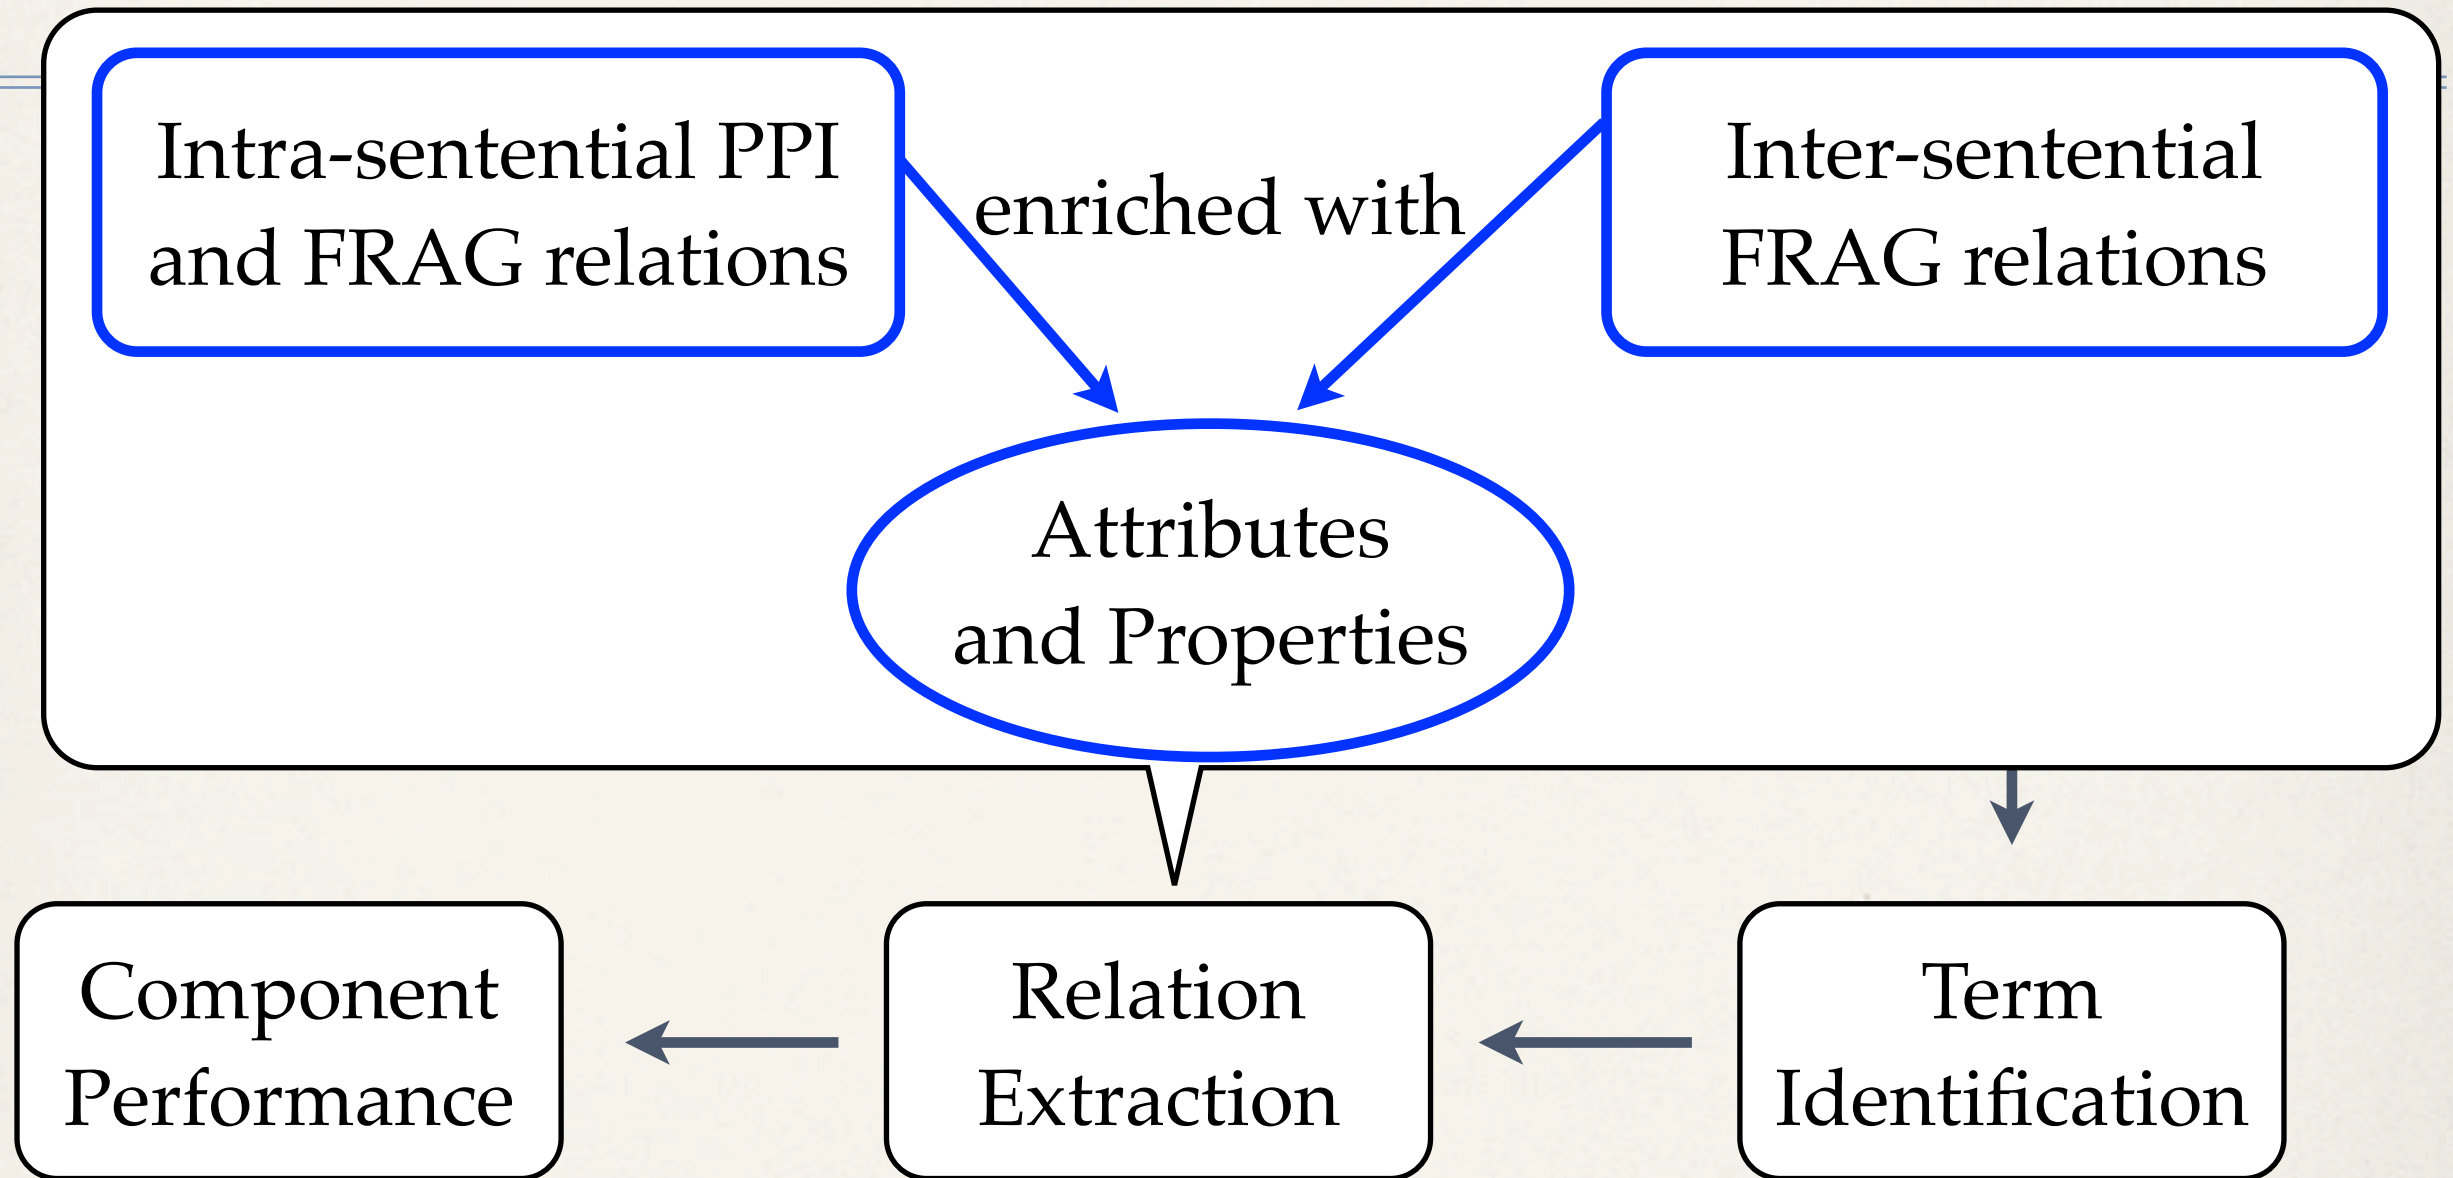 Intra-sentential PPI
and FRAG relations
enriched with
Inter-sentential
FRAG relations
Attributes
and Properties
Component
Performance
Relation
Extraction
Term
Identification